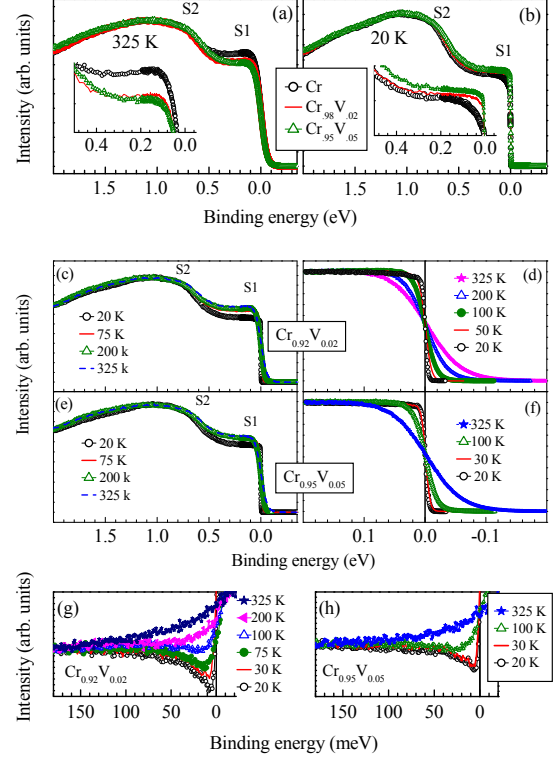 S2
(a)
325 K
S1
0.4
0.2
0.0
1.5
1.0
0.5
0.0
Intensity (arb. units)
S2
(b)
20 K
S1
0.4
0.2
0.0
1.5
1.0
0.5
0.0
Cr
Cr.98V.02
Cr.95V.05
Binding energy (eV)
(c)
S2
S1
20 K
75 K
200 k
325 k
Cr0.92V0.02
(d)
325 K
200 K
100 K
50 K
20 K
Intensity (arb. units)
(e)
S2
S1
20 K
75 K
200 k
325 k
Cr0.95V0.05
(f)
325 K
100 K
30 K
20 K
1.5
1.0
0.5
0.0
0.1
0.0
-0.1
Binding energy (eV)
Intensity (arb. units)
(g)
325 K
200 K
100 K
75 K
30 K
20 K
Cr0.92V0.02
(h)
325 K
100 K
30 K
20 K
Cr0.95V0.05
150
100
50
0
150
100
50
0
Binding energy (meV)
Binding energy (meV)